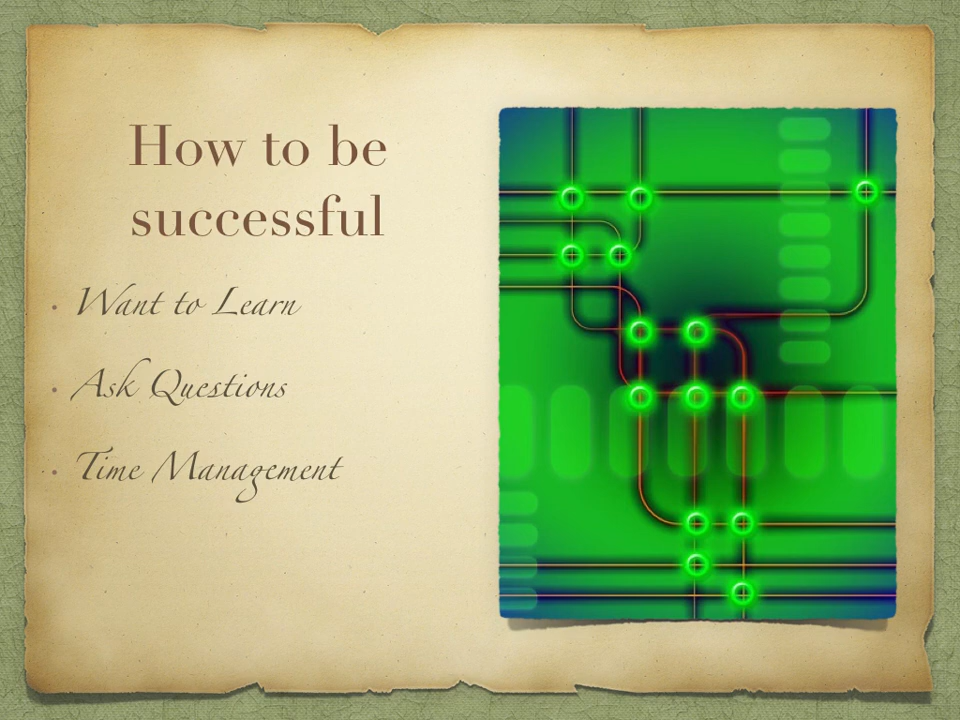 How to be
successful
• Want to Learn
• Ask Questions
• Time Management